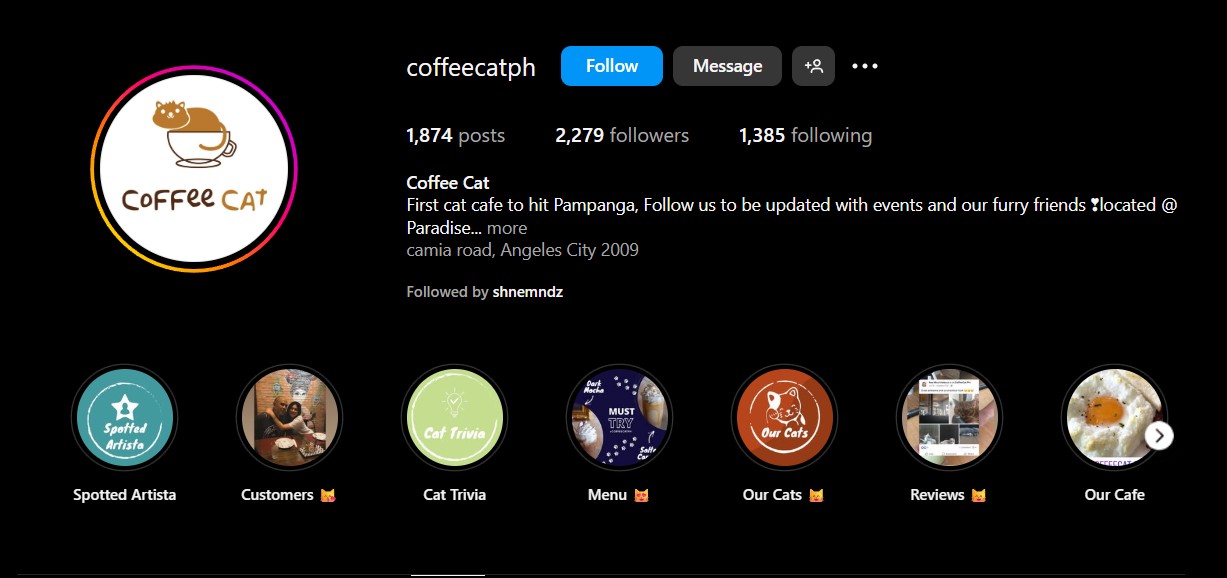 coffeecatph Follow Message
1,874 posts 2,279 followers 1,385 following
COFFEE CAT
Coffee Cat
First cat cafe to hit Pampanga, Follow us to be updated with events and our furry friends ❣located @
Paradise... more
camia road, Angeles City 2009
Followed by shnemndz
Spotted
Artista
Cat Trivia
Dark
Mocha
MUST
TRY
Our Cats
Spotted Artista
Customers 😽
Cat Trivia
Menu 😻
Our Cats 😺
Reviews 😺
Our Cafe